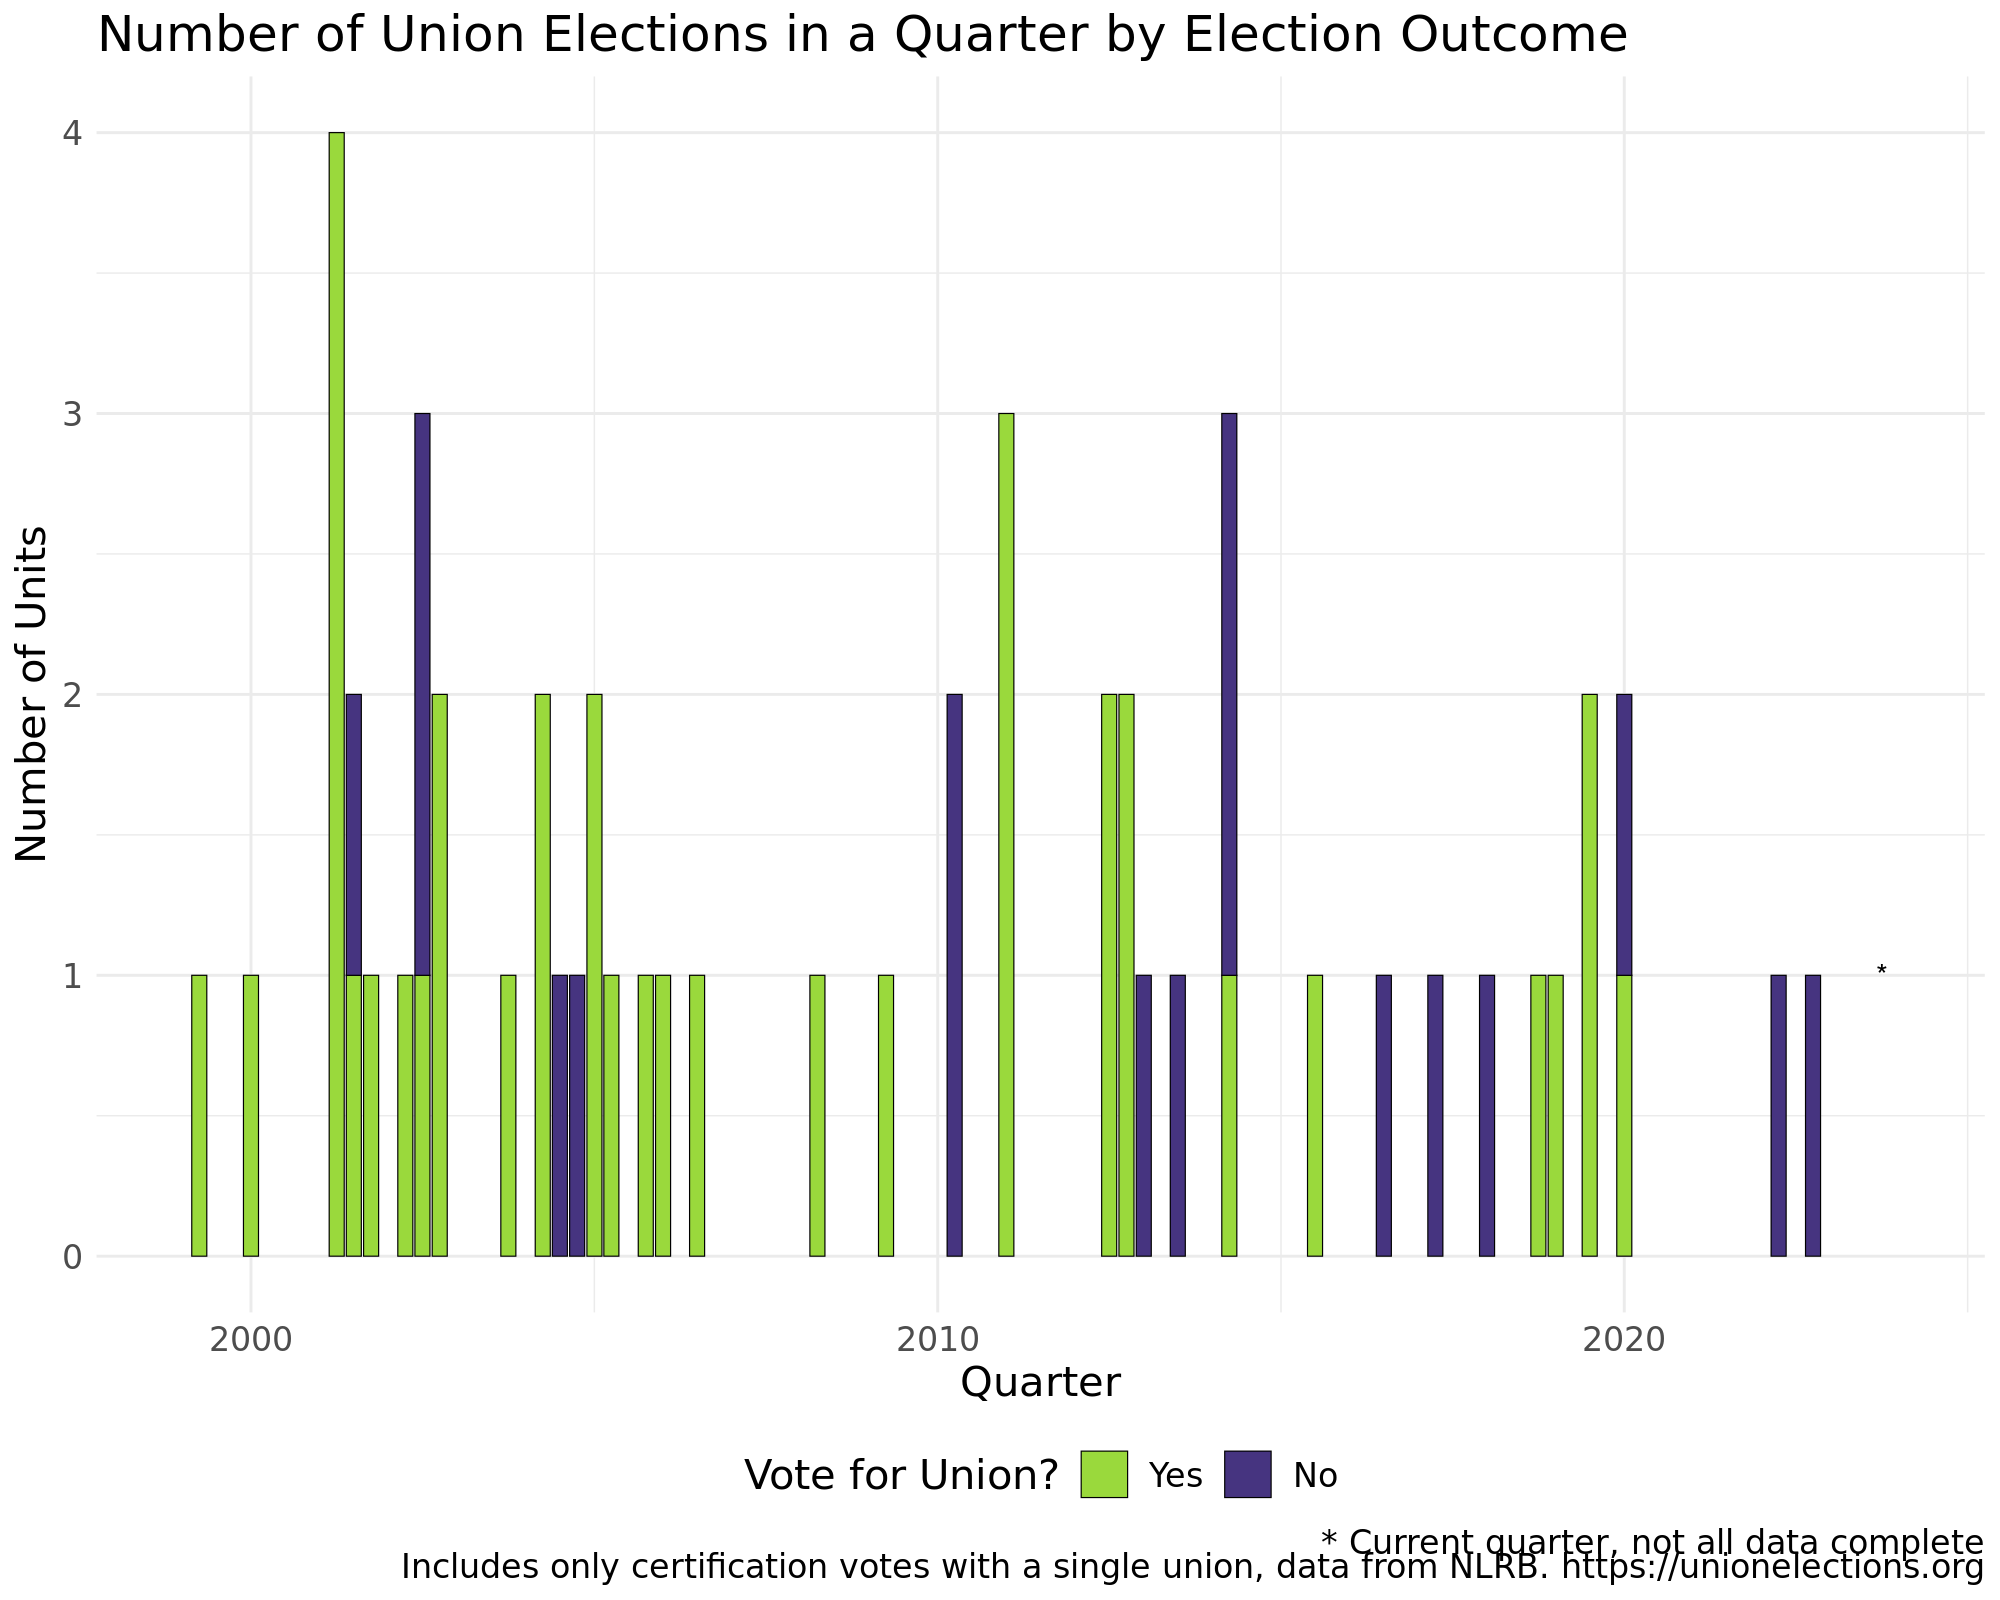 Number of Union Elections in a Quarter by Election Outcome
4
3
2
1
0
Number of Units
*
2000 2010 2020
Quarter
Vote for Union? Yes No
* Current quarter, not all data complete
Includes only certification votes with a single union, data from NLRB. https://unionelections.org